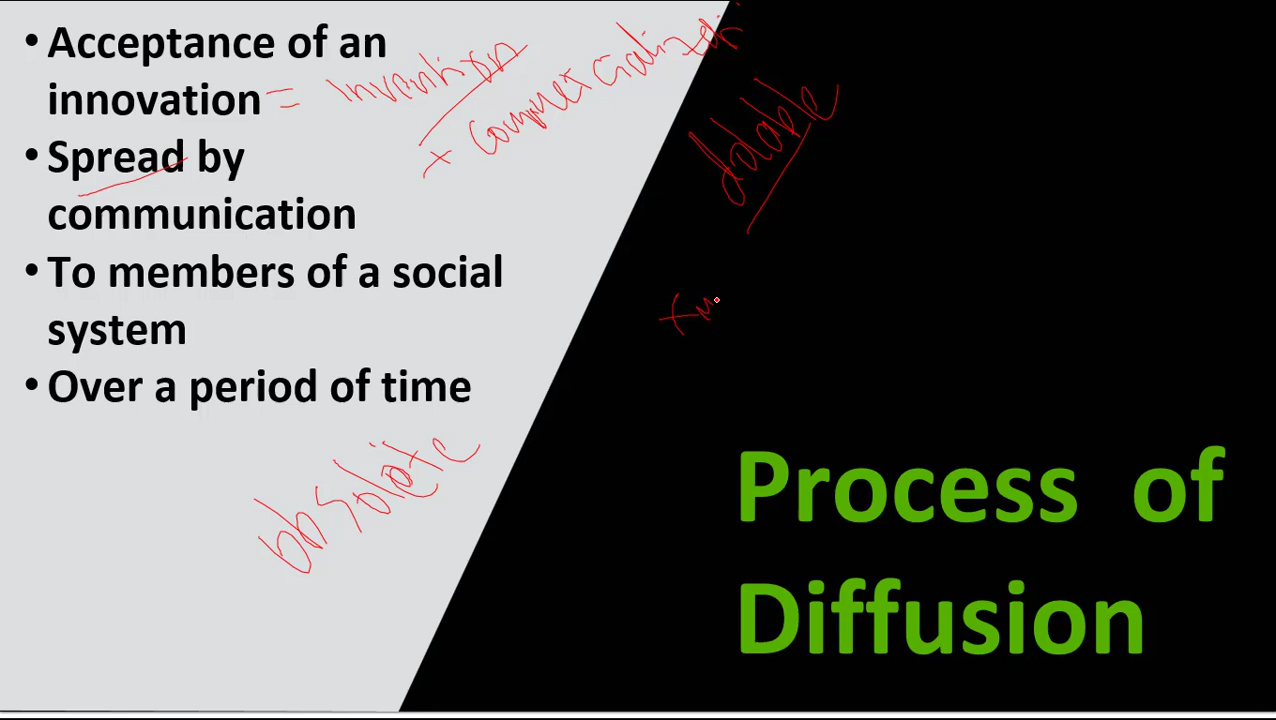 • Acceptance of an
innovation = invention
+ commercialization
• Spread by
communication
• To members of a social
system
• Over a period of time
obsolete
Process of
Diffusion